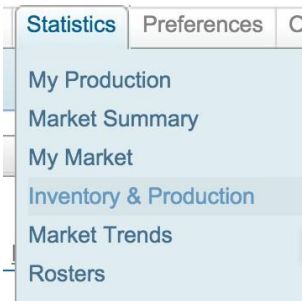 Statistics Preferences
My Production
Market Summary
My Market
Inventory & Production
Market Trends
Rosters